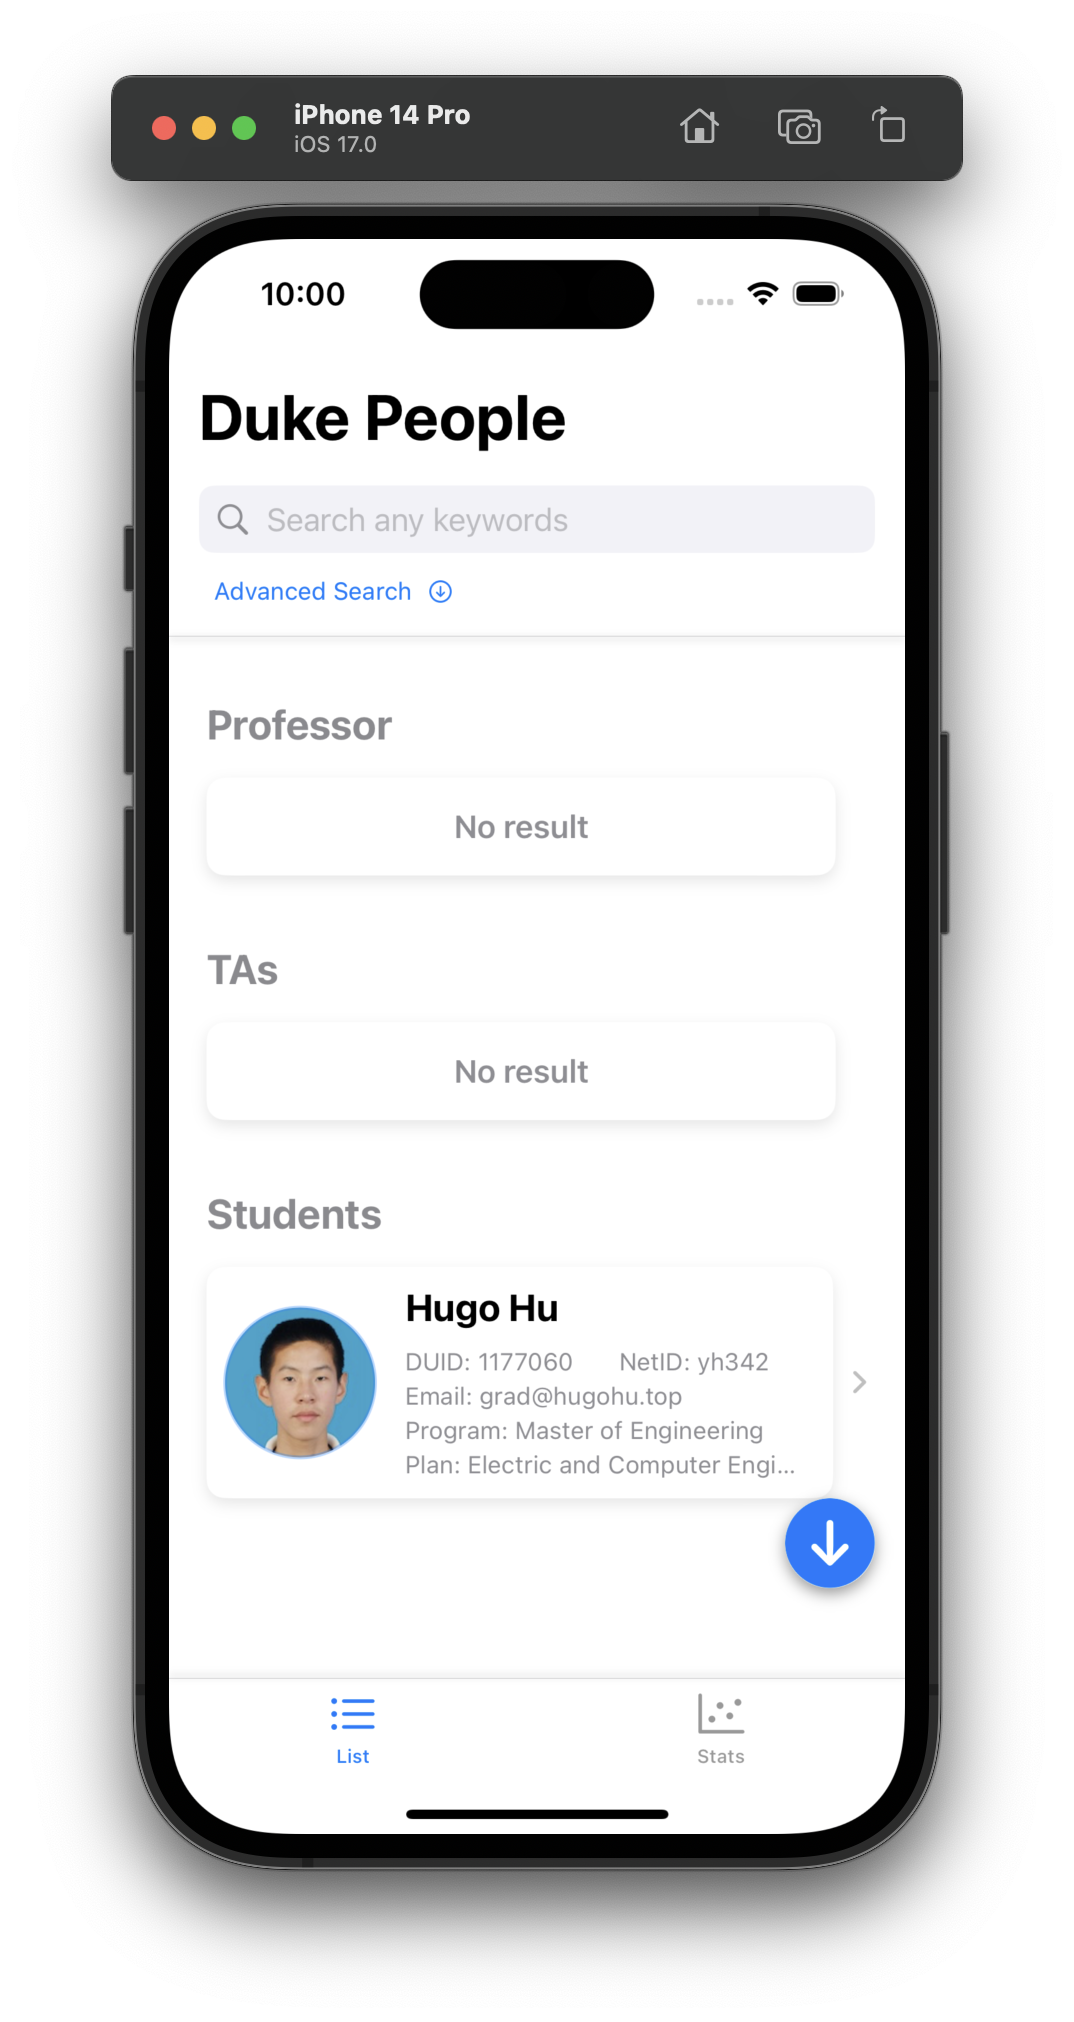 iPhone 14 Pro
iOS 17.0
10:00
Duke People
Search any keywords
Advanced Search
Professor
No result
TAs
No result
Students
Hugo Hu
DUID: 1177060 NetID: yh342
Email: grad@hugohu.top
Program: Master of Engineering
Plan: Electric and Computer Engi...
List
Stats